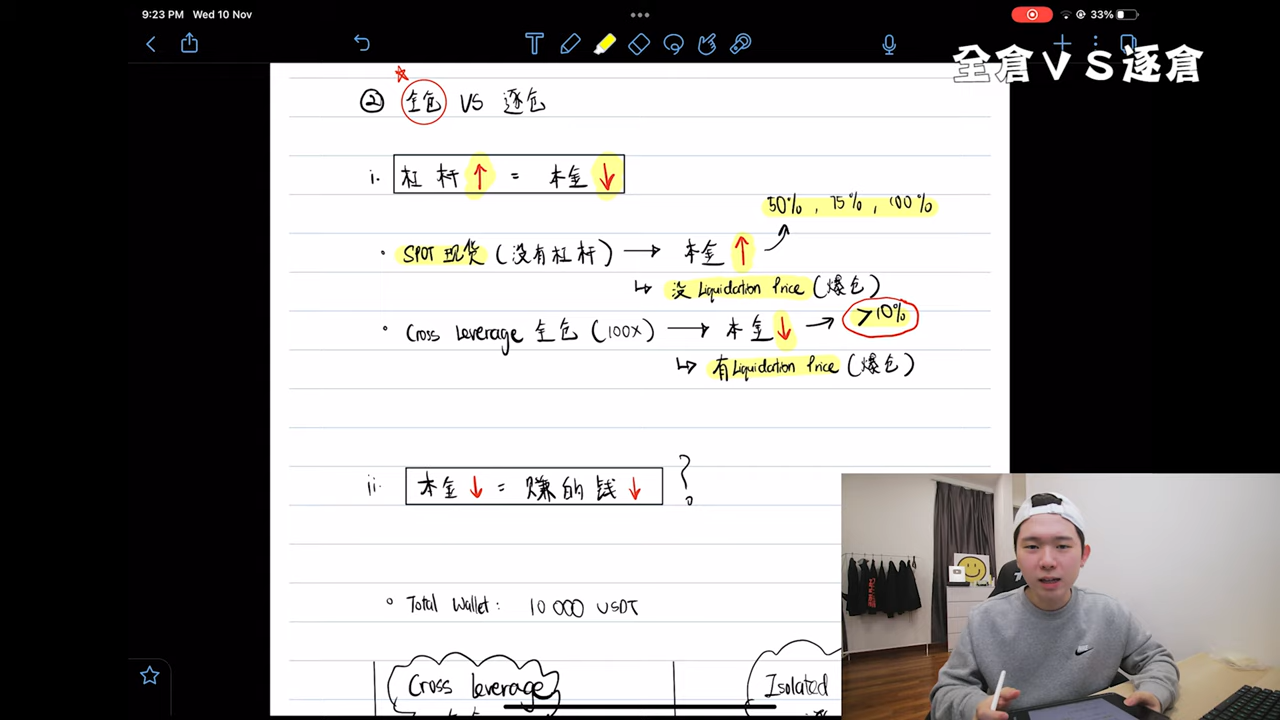 9:23 PM Wed 10 Nov
33%
全倉VS逐倉
② 全包 VS 逐包
i. 杠杆↑ = 本金↓
50%, 75%, 100%
· SPOT 现货 (没有杠杆) → 本金↑
↳ 没 Liquidation Price (爆仓)
· Cross Leverage 全包 (100X) → 本金↓ → >10%
↳ 有 Liquidation Price (爆仓)
ii. 本金↓ = 赚的钱↓ ?
Total Wallet: 10 000 USDT
Cross leverage
Isolated